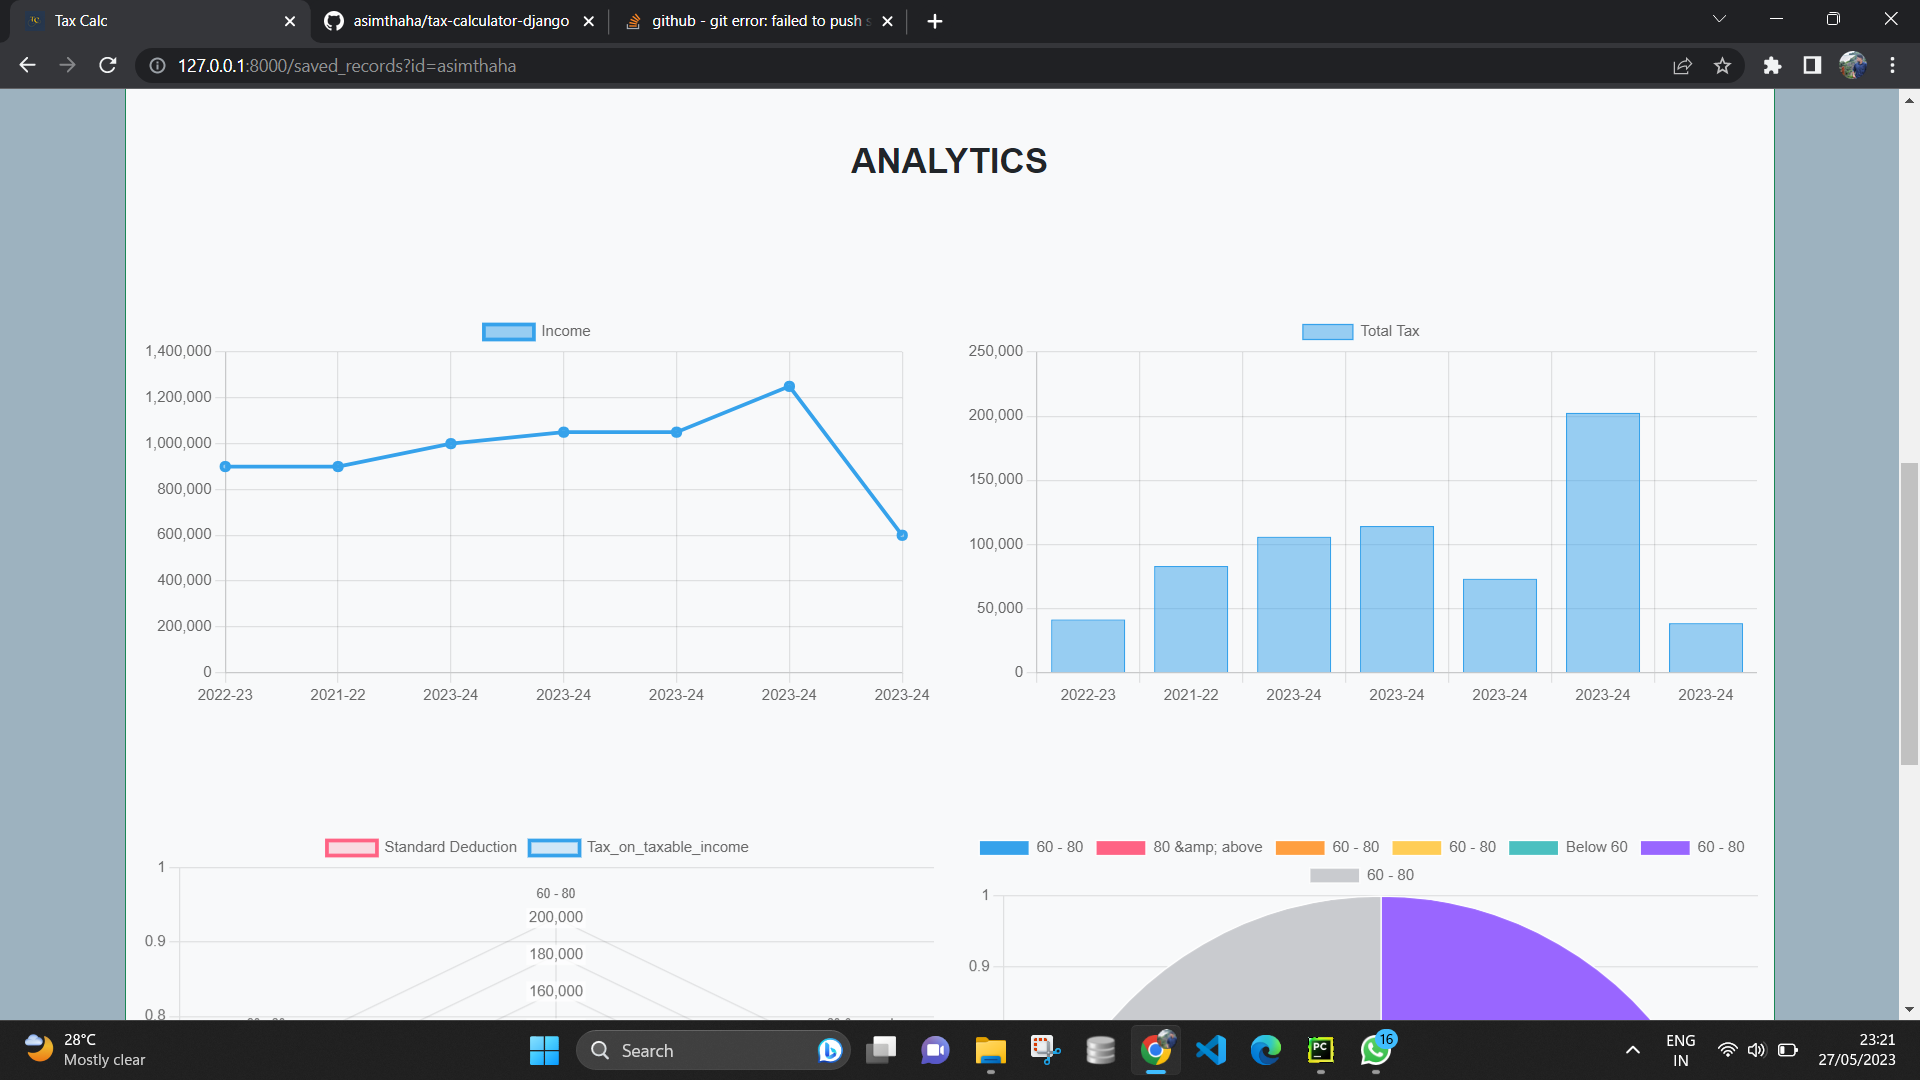 Tax Calc
asimthaha/tax-calculator-django
github - git error: failed to push s
127.0.0.1:8000/saved_records?id=asimthaha
ANALYTICS
Income
1,400,000
1,200,000
1,000,000
800,000
600,000
400,000
200,000
0
2022-23 2021-22 2023-24 2023-24 2023-24 2023-24 2023-24
Total Tax
250,000
200,000
150,000
100,000
50,000
0
2022-23 2021-22 2023-24 2023-24 2023-24 2023-24 2023-24
Standard Deduction Tax_on_taxable_income
1
0.9
0.8
60 - 80
200,000
180,000
160,000
60 - 80 80 &amp; above 60 - 80 60 - 80 Below 60 60 - 80
60 - 80
1
0.9
28°C
Mostly clear
Search
PC
16
ENG
IN
23:21
27/05/2023